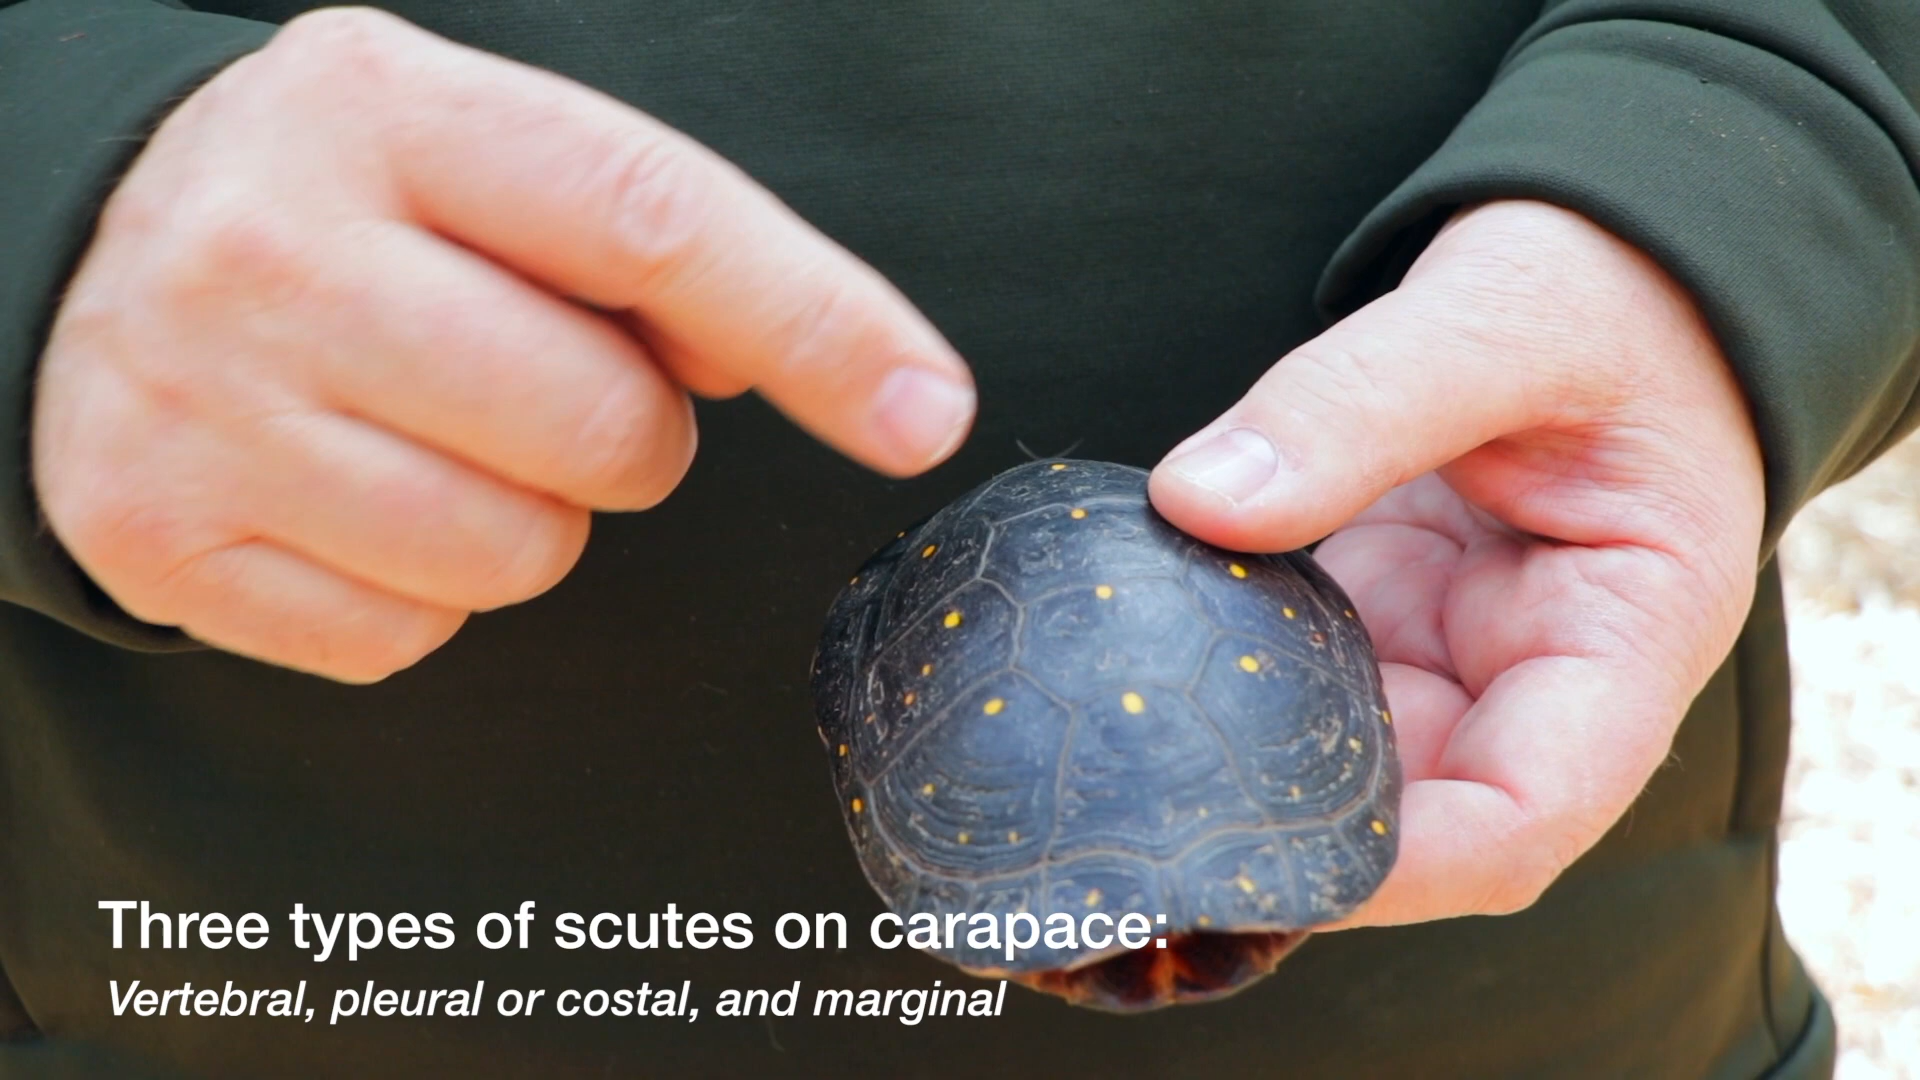 Three types of scutes on carapace:
Vertebral, pleural or costal, and marginal